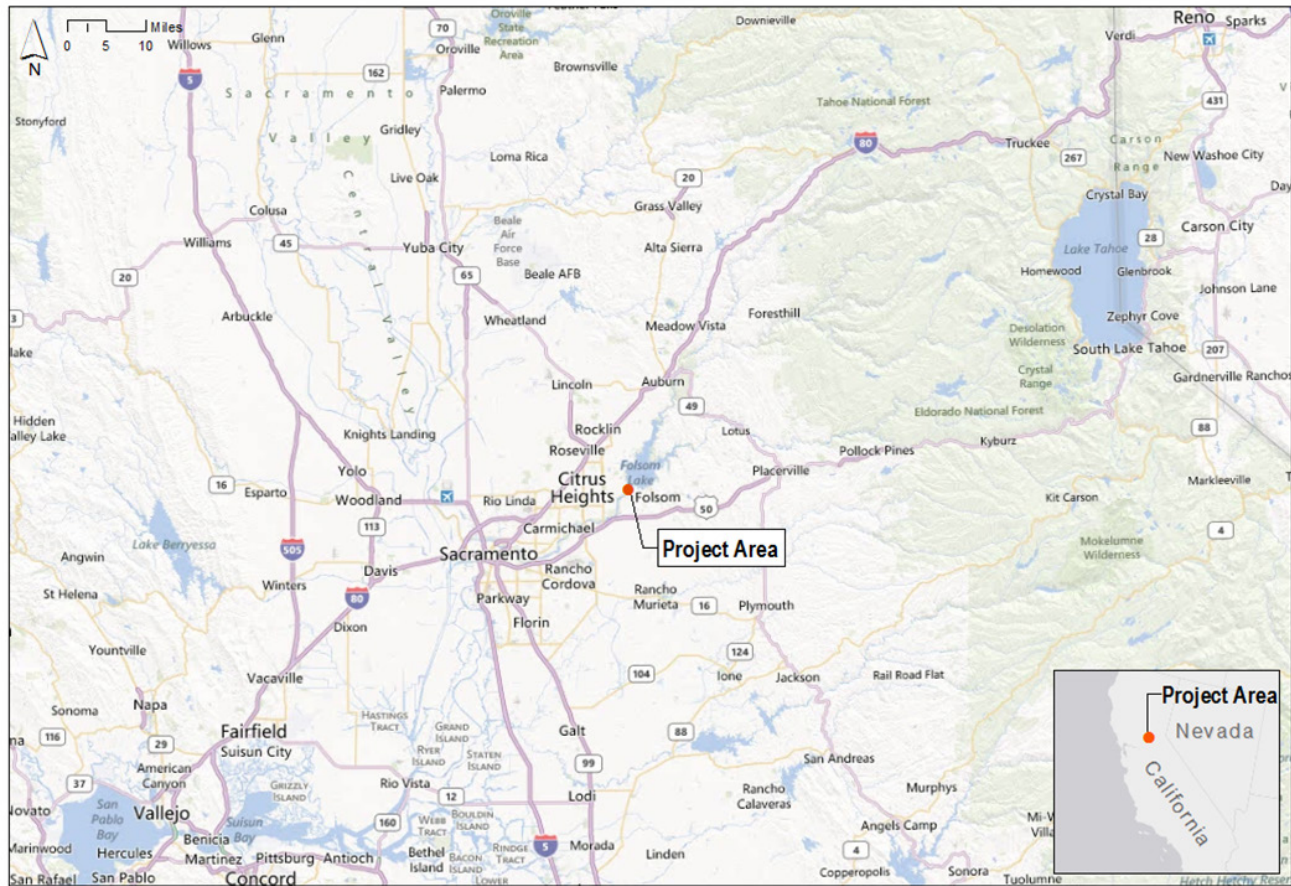 Miles
0 5 10
N
Willows
Glenn
70
Oroville
State
Recreation
Area
Oroville
Downieville
Reno
Sparks
Verdi
5
162
Sacramento
Valley
Palermo
Brownsville
Tahoe National Forest
431
Stonyford
Gridley
Loma Rica
80
Truckee
267
Carson
Range
New Washoe City
Live Oak
20
Grass Valley
Crystal Bay
Central Valley
Colusa
Williams
45
Yuba City
Beale
Air
Force
Base
Alta Sierra
Lake Tahoe
28
Carson City
20
65
Beale AFB
Homewood
Glenbrook
Johnson Lane
Arbuckle
Wheatland
Meadow Vista
Foresthill
Zephyr Cove
Desolation
Wilderness
South Lake Tahoe
207
Lincoln
Auburn
Crystal
Range
Gardnerville Ranchos
49
Eldorado National Forest
Hidden
Valley Lake
Knights Landing
Rocklin
Lotus
88
Roseville
Kyburz
Pollock Pines
Yolo
Folsom
Lake
Placerville
Markleeville
16
Esparto
Woodland
Rio Linda
Citrus
Heights
Folsom
50
Kit Carson
113
Carmichael
4
Angwin
Lake Berryessa
505
Sacramento
Project Area
Mokelumne
Wilderness
St Helena
Winters
Davis
Rancho
Cordova
80
Parkway
Rancho
Murieta
16
Plymouth
Dixon
Florin
Yountville
124
Vacaville
104
Ione
Jackson
Rail Road Flat
Project Area
Nevada
California
Sonoma
Napa
HASTINGS
TRACT
GRAND
ISLAND
116
Fairfield
Suisun City
RYER
ISLAND
STATEN
ISLAND
Galt
88
29
American
Canyon
99
San Andreas
37
GRIZZLY
ISLAND
Rio Vista
12
Lodi
Rancho
Calaveras
Murphys
Novato
San
Pablo
Bay
Vallejo
Suisun
Bay
160
WEBB
TRACT
BOULDIN
ISLAND
Angels Camp
Marinwood
Hercules
Benicia
Martinez
Pittsburg
Antioch
Bethel
Island
BACON
ISLAND
RINDGE
TRACT
5
Morada
Linden
4
San Rafael
San Pablo
Concord
LOWER
Copperopolis
Sonora
Tuolumne
Hetch Hetchy Reser